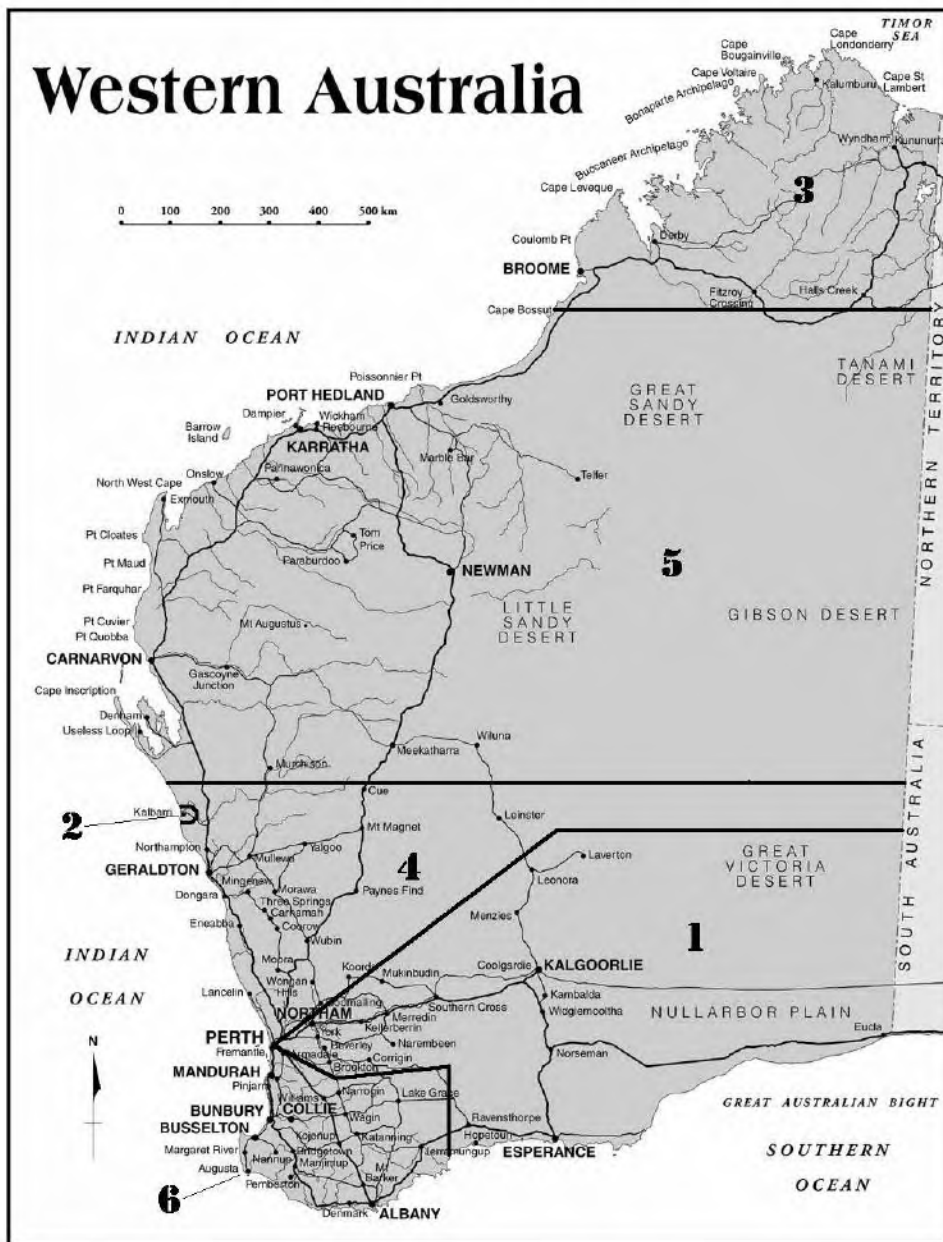 TIMOR
SEA
Western Australia
Cape
Londonderry
Cape
Bougainville
Cape Voltaire
Bonaparte Archipelago
Kalumburu
Cape St
Lambert
Buccaneer Archipelago
Wyndham
Kununurra
Cape Leveque
3
0 100 200 300 400 500 km
Coulomb Pt
Derby
BROOME
Fitzroy
Crossing
Halls Creek
Cape Bossut
INDIAN OCEAN
TANAMI
DESERT
NORTHERN TERRITORY
Poissonnier Pt
PORT HEDLAND
Goldsworthy
GREAT
SANDY
DESERT
Dampier
Wickham
Roebourne
Barrow
Island
KARRATHA
Marble Bar
Onslow
Pannawonica
Telfer
North West Cape
Exmouth
Pt Cloates
Tom
Price
Paraburdoo
Pt Maud
NEWMAN
5
Pt Farquhar
LITTLE
SANDY
DESERT
GIBSON DESERT
Pt Cuvier
Mt Augustus
Pt Quobba
CARNARVON
Gascoyne
Junction
Cape Inscription
Denham
Useless Loop
Meekatharra
Wiluna
Murchison
Cue
SOUTH AUSTRALIA
Kalbarri
2
Leinster
Mt Magnet
Northampton
Yalgoo
Mullewa
4
Laverton
GREAT
VICTORIA
DESERT
GERALDTON
Leonora
Mingenew
Morawa
Paynes Find
Dongara
Three Springs
Carnamah
Menzies
Eneabba
Coorow
1
Wubin
INDIAN
OCEAN
Moora
Koorda
Mukinbudin
Coolgardie
KALGOORLIE
Wongan
Hills
Lancelin
Goomalling
Southern Cross
Kambalda
NORTHAM
Merredin
Widgiemooltha
NULLARBOR PLAIN
Kellerberrin
Eucla
N
PERTH
York
Fremantle
Beverley
Narembeen
Armadale
Corrigin
Norseman
Brookton
MANDURAH
Pinjarra
Narrogin
Williams
Lake Grace
GREAT AUSTRALIAN BIGHT
BUNBURY
COLLIE
Wagin
Ravensthorpe
BUSSELTON
Kojonup
Katanning
Hopetoun
Margaret River
Nannup
Bridgetown
Jerramungup
ESPERANCE
SOUTHERN
OCEAN
Manjimup
Augusta
Mt
Barker
6
Pemberton
Denmark
ALBANY